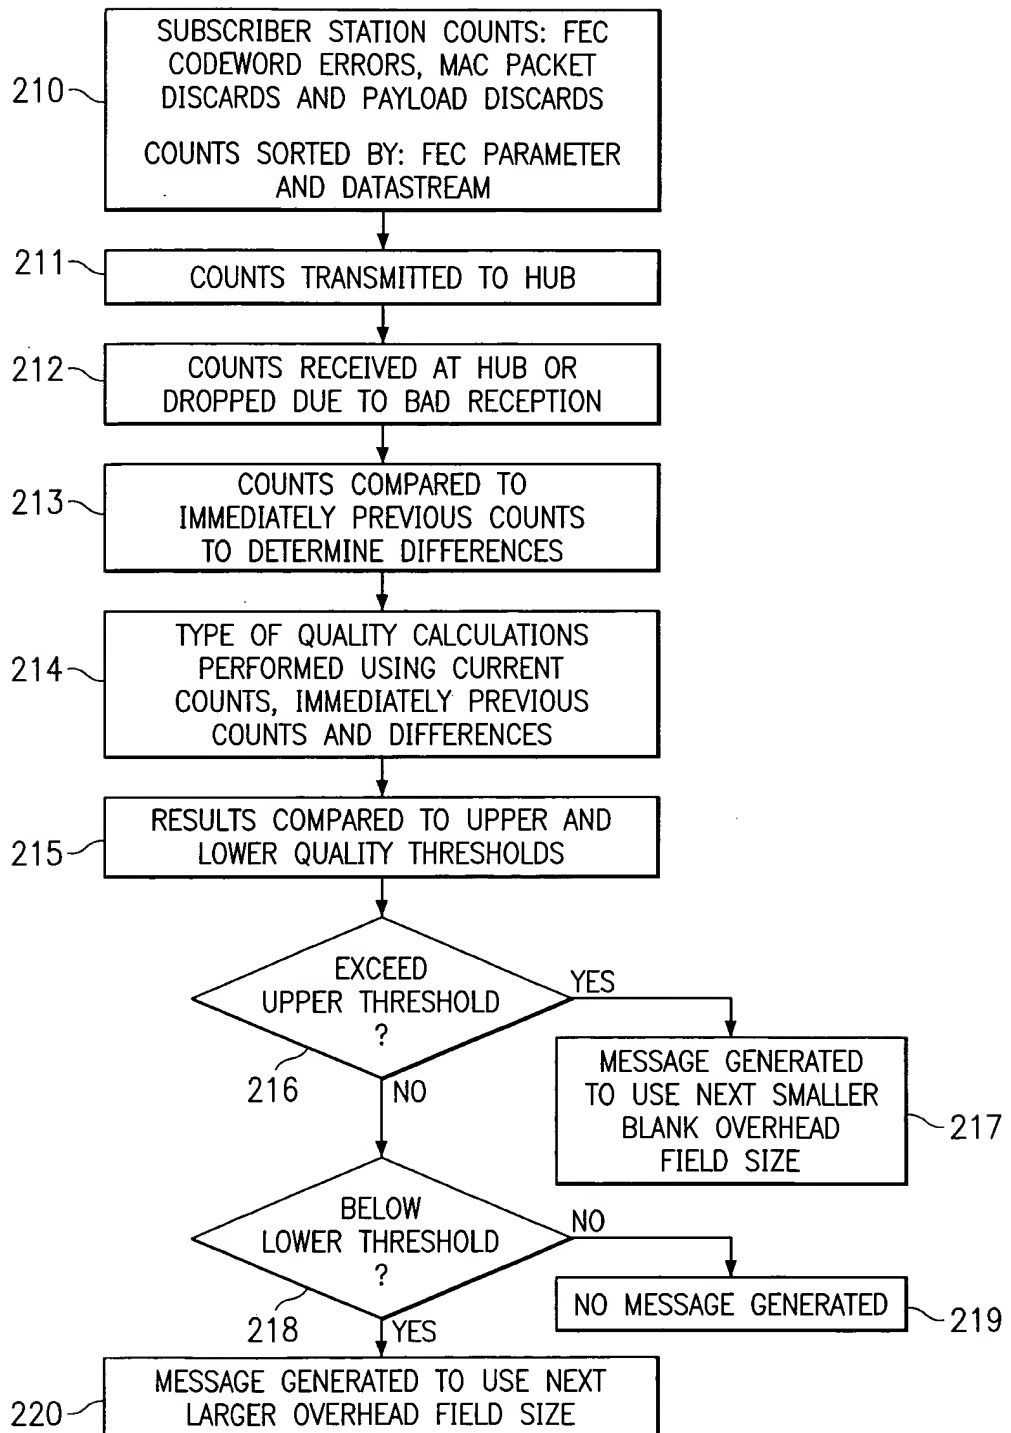 SUBSCRIBER STATION COUNTS: FEC
CODEWORD ERRORS, MAC PACKET
DISCARDS AND PAYLOAD DISCARDS
COUNTS SORTED BY: FEC PARAMETER
AND DATASTREAM
210
211
COUNTS TRANSMITTED TO HUB
212
COUNTS RECEIVED AT HUB OR
DROPPED DUE TO BAD RECEPTION
213
COUNTS COMPARED TO
IMMEDIATELY PREVIOUS COUNTS
TO DETERMINE DIFFERENCES
214
TYPE OF QUALITY CALCULATIONS
PERFORMED USING CURRENT
COUNTS, IMMEDIATELY PREVIOUS
COUNTS AND DIFFERENCES
215
RESULTS COMPARED TO UPPER AND
LOWER QUALITY THRESHOLDS
EXCEED
UPPER THRESHOLD
?
216
YES
NO
MESSAGE GENERATED
TO USE NEXT SMALLER
BLANK OVERHEAD
FIELD SIZE
217
BELOW
LOWER THRESHOLD
?
218
NO
YES
NO MESSAGE GENERATED
219
220
MESSAGE GENERATED TO USE NEXT
LARGER OVERHEAD FIELD SIZE